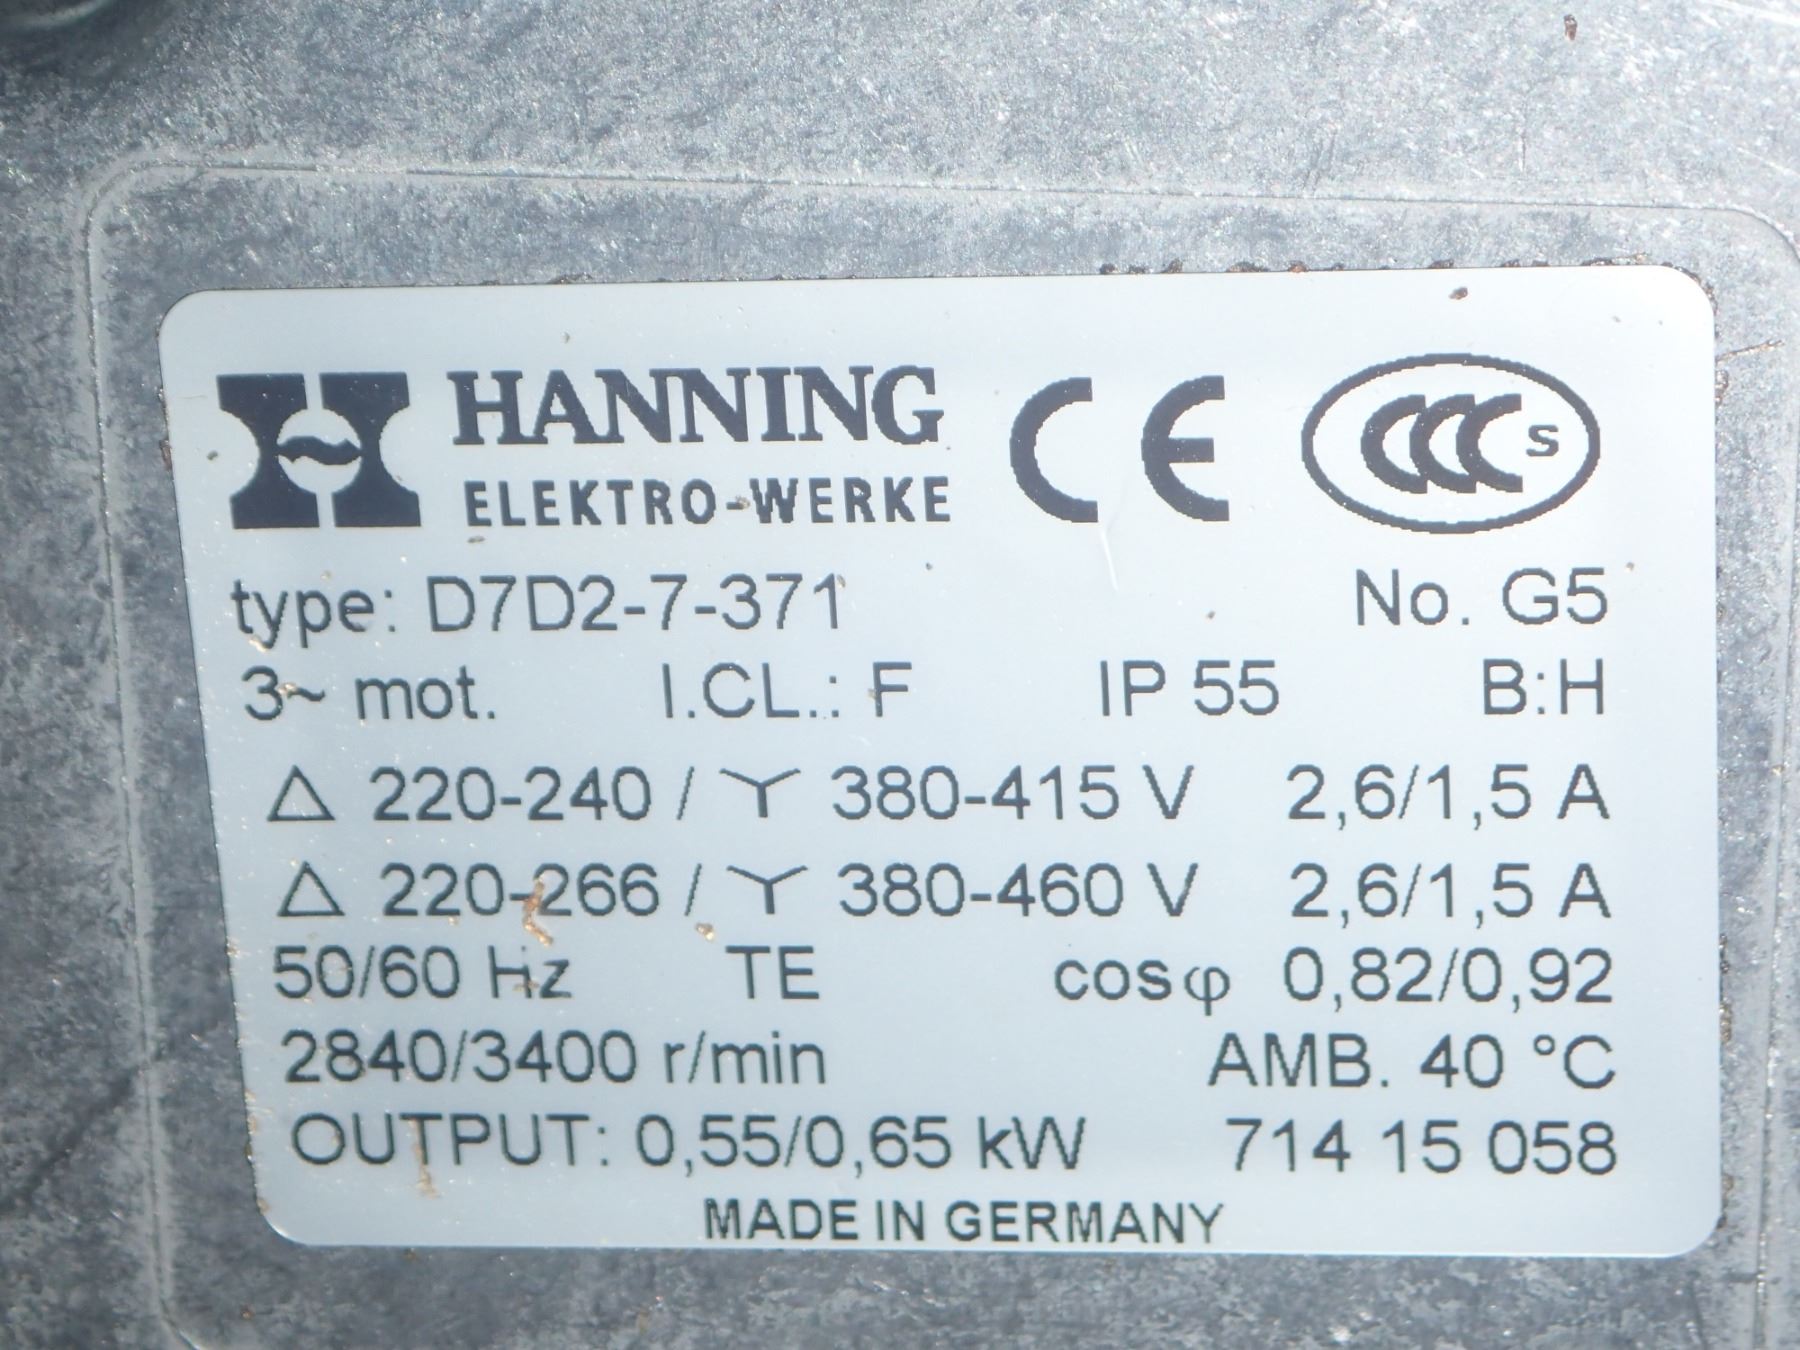 HANNING
ELEKTRO-WERKE
CE
CCC S
type: D7D2-7-371 No. G5
3~ mot. I.CL.: F IP 55 B:H
△ 220-240 / Y 380-415 V 2,6/1,5 A
△ 220-266 / Y 380-460 V 2,6/1,5 A
50/60 Hz TE cosφ 0,82/0,92
2840/3400 r/min AMB. 40 °C
OUTPUT: 0,55/0,65 kW 714 15 058
MADE IN GERMANY